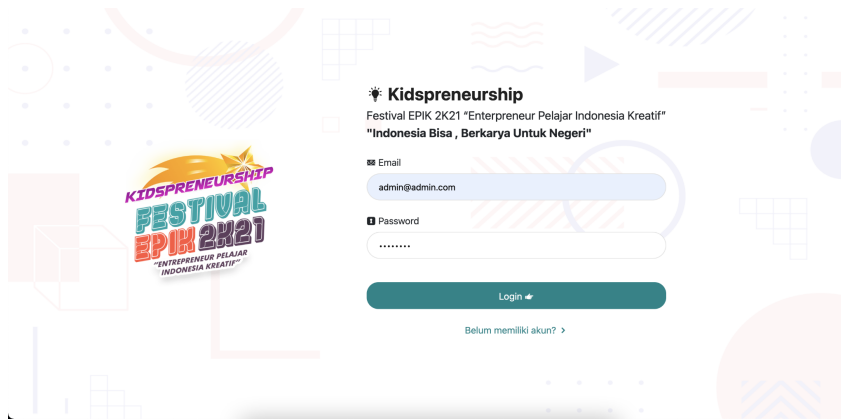 Kidspreneurship
Festival EPIK 2K21 “Enterpreneur Pelajar Indonesia Kreatif”
"Indonesia Bisa , Berkarya Untuk Negeri"
Email
admin@admin.com
Password
••••••••
Login
Belum memiliki akun? >
KIDSPRENEURSHIP
FESTIVAL
EPIK 2K21
"ENTREPRENEUR PELAJAR
INDONESIA KREATIF"